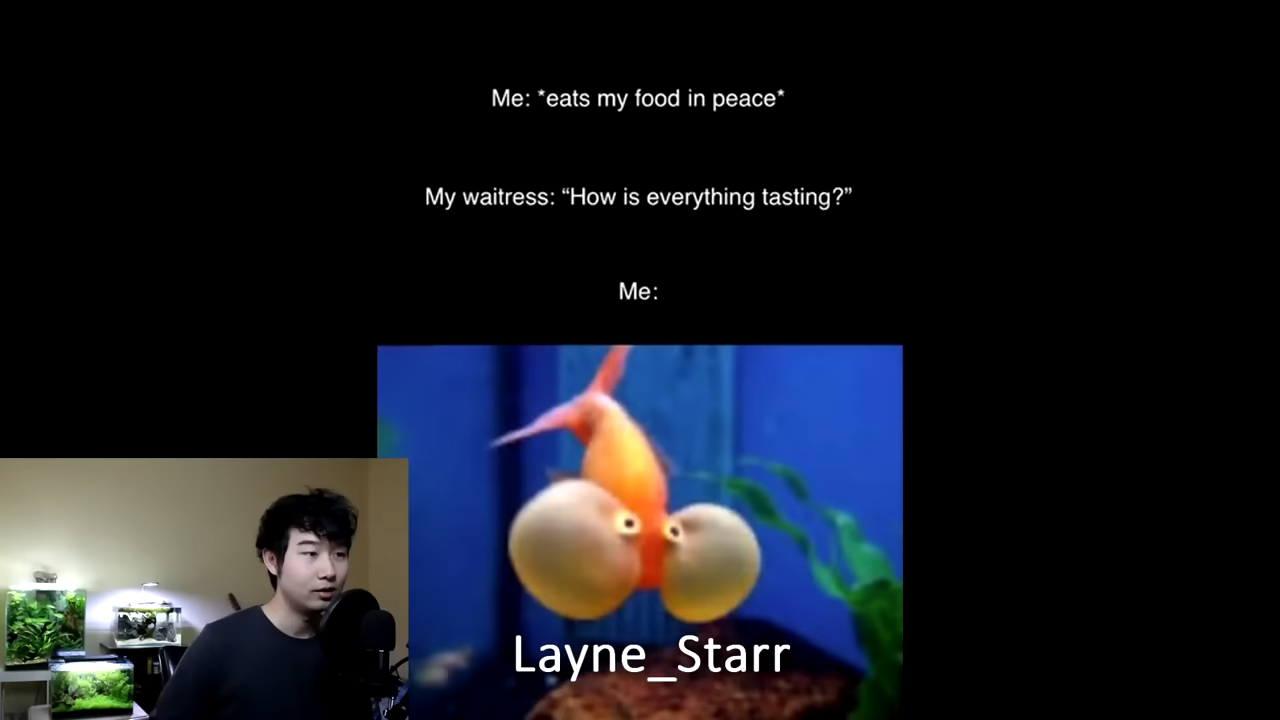 Me: *eats my food in peace*
My waitress: “How is everything tasting?”
Me:
Layne_Starr